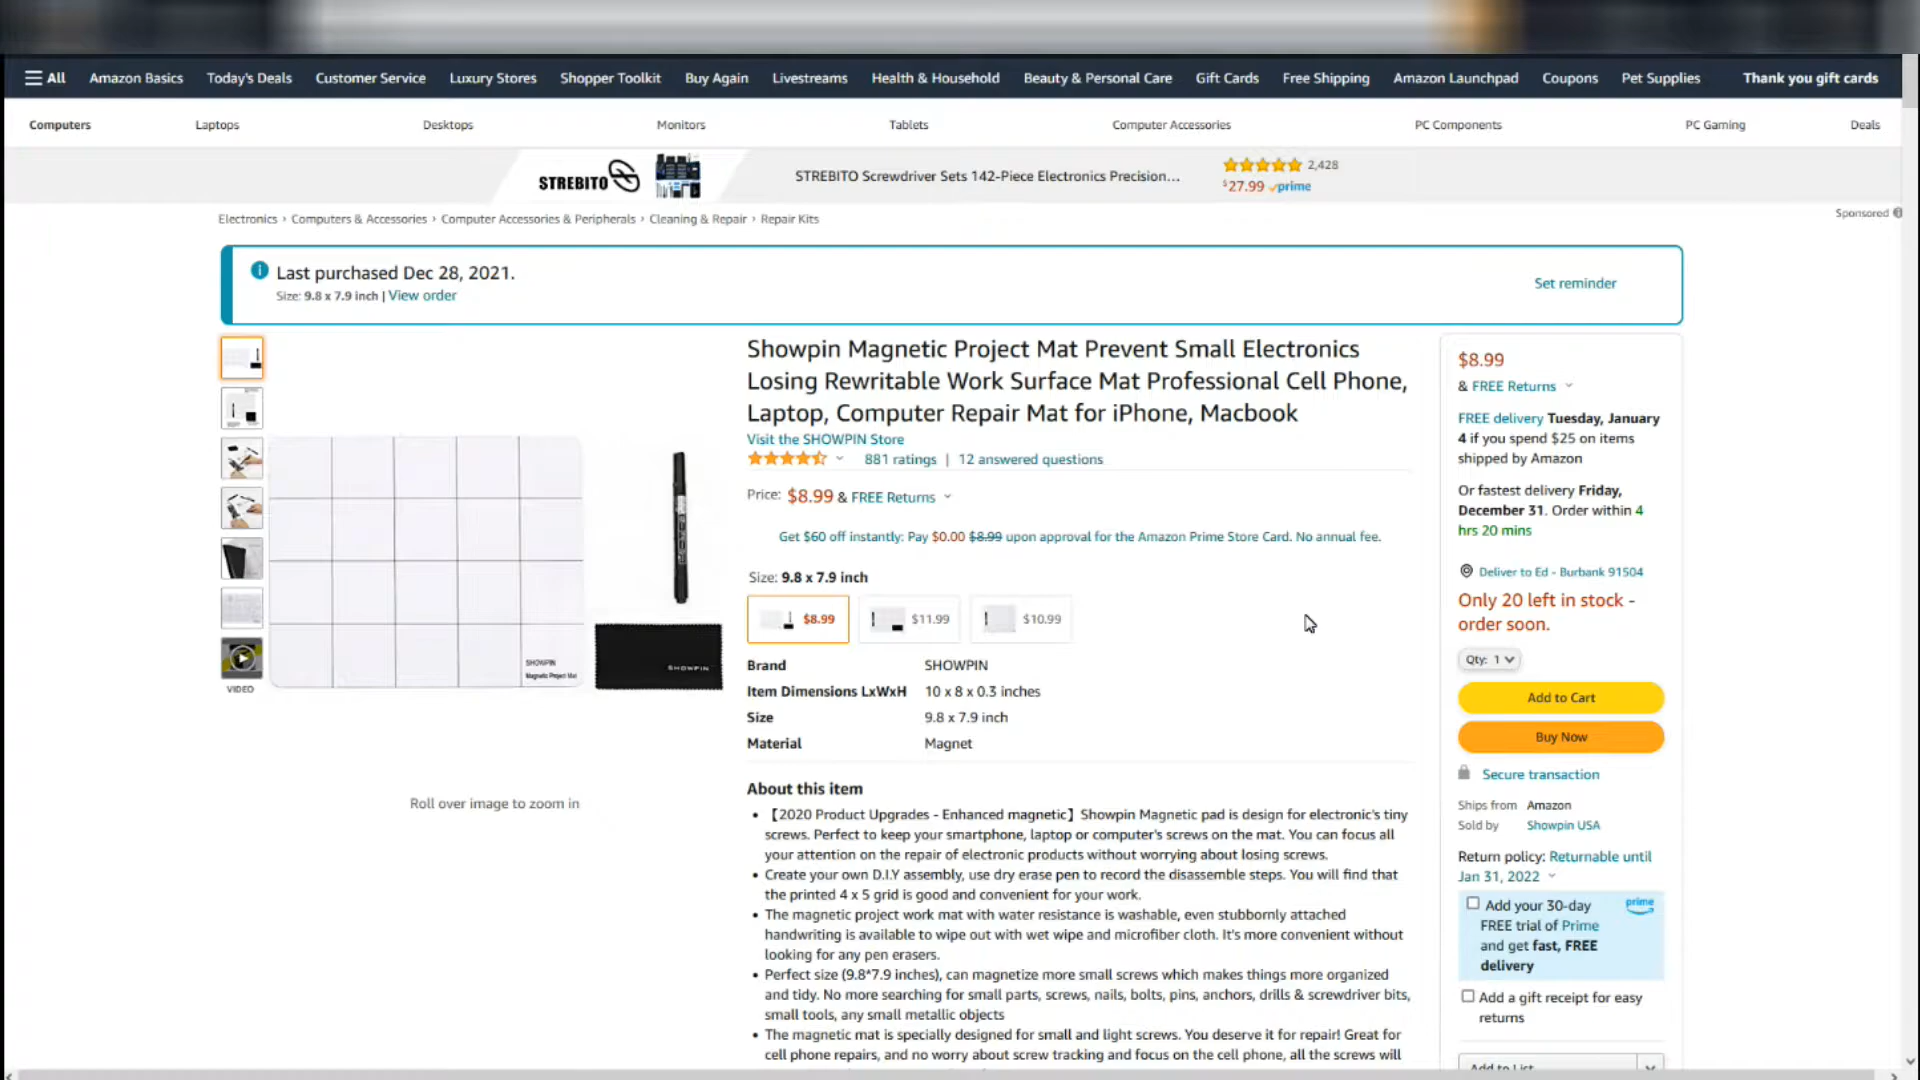 All
Amazon Basics
Today's Deals
Customer Service
Luxury Stores
Shopper Toolkit
Buy Again
Livestreams
Health & Household
Beauty & Personal Care
Gift Cards
Free Shipping
Amazon Launchpad
Coupons
Pet Supplies
Thank you gift cards
Computers
Laptops
Desktops
Monitors
Tablets
Computer Accessories
PC Components
PC Gaming
Deals
STREBITO
STREBITO Screwdriver Sets 142-Piece Electronics Precision...
2,428
$27.99 prime
Sponsored
Electronics › Computers & Accessories › Computer Accessories & Peripherals › Cleaning & Repair › Repair Kits
Last purchased Dec 28, 2021.
Size: 9.8 x 7.9 inch | View order
Set reminder
VIDEO
SHOWPIN
Magnetic Project Mat
SHOWPIN
Roll over image to zoom in
Showpin Magnetic Project Mat Prevent Small Electronics
Losing Rewritable Work Surface Mat Professional Cell Phone,
Laptop, Computer Repair Mat for iPhone, Macbook
Visit the SHOWPIN Store
881 ratings | 12 answered questions
Price: $8.99 & FREE Returns
Get $60 off instantly: Pay $0.00 $8.99 upon approval for the Amazon Prime Store Card. No annual fee.
Size: 9.8 x 7.9 inch
$8.99
$11.99
$10.99
Brand SHOWPIN
Item Dimensions LxWxH 10 x 8 x 0.3 inches
Size 9.8 x 7.9 inch
Material Magnet
About this item
• 【2020 Product Upgrades - Enhanced magnetic】Showpin Magnetic pad is design for electronic's tiny
screws. Perfect to keep your smartphone, laptop or computer's screws on the mat. You can focus all
your attention on the repair of electronic products without worrying about losing screws.
• Create your own D.I.Y assembly, use dry erase pen to record the disassemble steps. You will find that
the printed 4 x 5 grid is good and convenient for your work.
• The magnetic project work mat with water resistance is washable, even stubbornly attached
handwriting is available to wipe out with wet wipe and microfiber cloth. It's more convenient without
looking for any pen erasers.
• Perfect size (9.8*7.9 inches), can magnetize more small screws which makes things more organized
and tidy. No more searching for small parts, screws, nails, bolts, pins, anchors, drills & screwdriver bits,
small tools, any small metallic objects
• The magnetic mat is specially designed for small and light screws. You deserve it for repair! Great for
cell phone repairs, and no worry about screw tracking and focus on the cell phone, all the screws will
$8.99
& FREE Returns
FREE delivery Tuesday, January
4 if you spend $25 on items
shipped by Amazon
Or fastest delivery Friday,
December 31. Order within 4
hrs 20 mins
Deliver to Ed - Burbank 91504
Only 20 left in stock -
order soon.
Qty: 1
Add to Cart
Buy Now
Secure transaction
Ships from Amazon
Sold by Showpin USA
Return policy: Returnable until
Jan 31, 2022
Add your 30-day
FREE trial of Prime
and get fast, FREE
delivery
prime
Add a gift receipt for easy
returns
Add to List